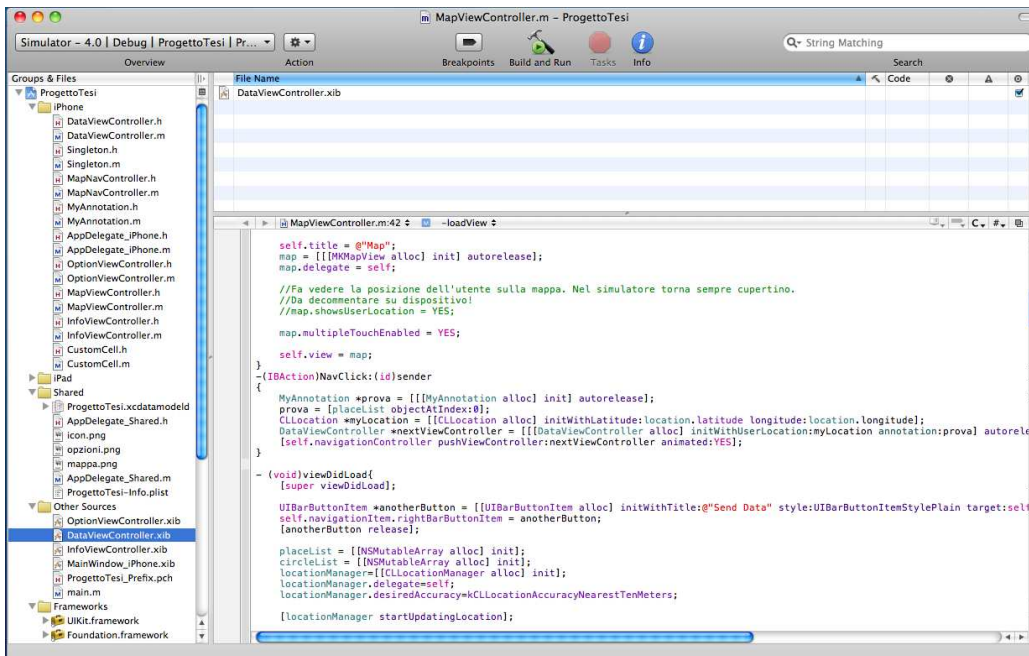 MapViewController.m – ProgettoTesi
Simulator – 4.0 | Debug | ProgettoTesi | Pr...
Overview
Action
Breakpoints
Build and Run
Tasks
Info
String Matching
Search
Groups & Files
File Name
Code
ProgettoTesi
iPhone
DataViewController.h
DataViewController.m
Singleton.h
Singleton.m
MapNavController.h
MapNavController.m
MyAnnotation.h
MyAnnotation.m
AppDelegate_iPhone.h
AppDelegate_iPhone.m
OptionViewController.h
OptionViewController.m
MapViewController.h
MapViewController.m
InfoViewController.h
InfoViewController.m
CustomCell.h
CustomCell.m
iPad
Shared
ProgettoTesi.xcdatamodeld
AppDelegate_Shared.h
icon.png
opzioni.png
mappa.png
AppDelegate_Shared.m
ProgettoTesi-Info.plist
Other Sources
OptionViewController.xib
DataViewController.xib
InfoViewController.xib
MainWindow_iPhone.xib
ProgettoTesi_Prefix.pch
main.m
Frameworks
UIKit.framework
Foundation.framework
DataViewController.xib
MapViewController.m:42
-loadView
C, #,
self.title = @"Map";
map = [[[MKMapView alloc] init] autorelease];
map.delegate = self;
//Fa vedere la posizione dell'utente sulla mappa. Nel simulatore torna sempre cupertino.
//Da decommentare su dispositivo!
//map.showsUserLocation = YES;
map.multipleTouchEnabled = YES;
self.view = map;
}
-(IBAction)NavClick:(id)sender
{
MyAnnotation *prova = [[[MyAnnotation alloc] init] autorelease];
prova = [placeList objectAtIndex:0];
CLLocation *myLocation = [[CLLocation alloc] initWithLatitude:location.latitude longitude:location.longitude];
DataViewController *nextViewController = [[[DataViewController alloc] initWithUserLocation:myLocation annotation:prova] autorele
[self.navigationController pushViewController:nextViewController animated:YES];
}
- (void)viewDidLoad{
[super viewDidLoad];
UIBarButtonItem *anotherButton = [[UIBarButtonItem alloc] initWithTitle:@"Send Data" style:UIBarButtonItemStylePlain target:self
self.navigationItem.rightBarButtonItem = anotherButton;
[anotherButton release];
placeList = [[NSMutableArray alloc] init];
circleList = [[NSMutableArray alloc] init];
locationManager=[[CLLocationManager alloc] init];
locationManager.delegate=self;
locationManager.desiredAccuracy=kCLLocationAccuracyNearestTenMeters;
[locationManager startUpdatingLocation];